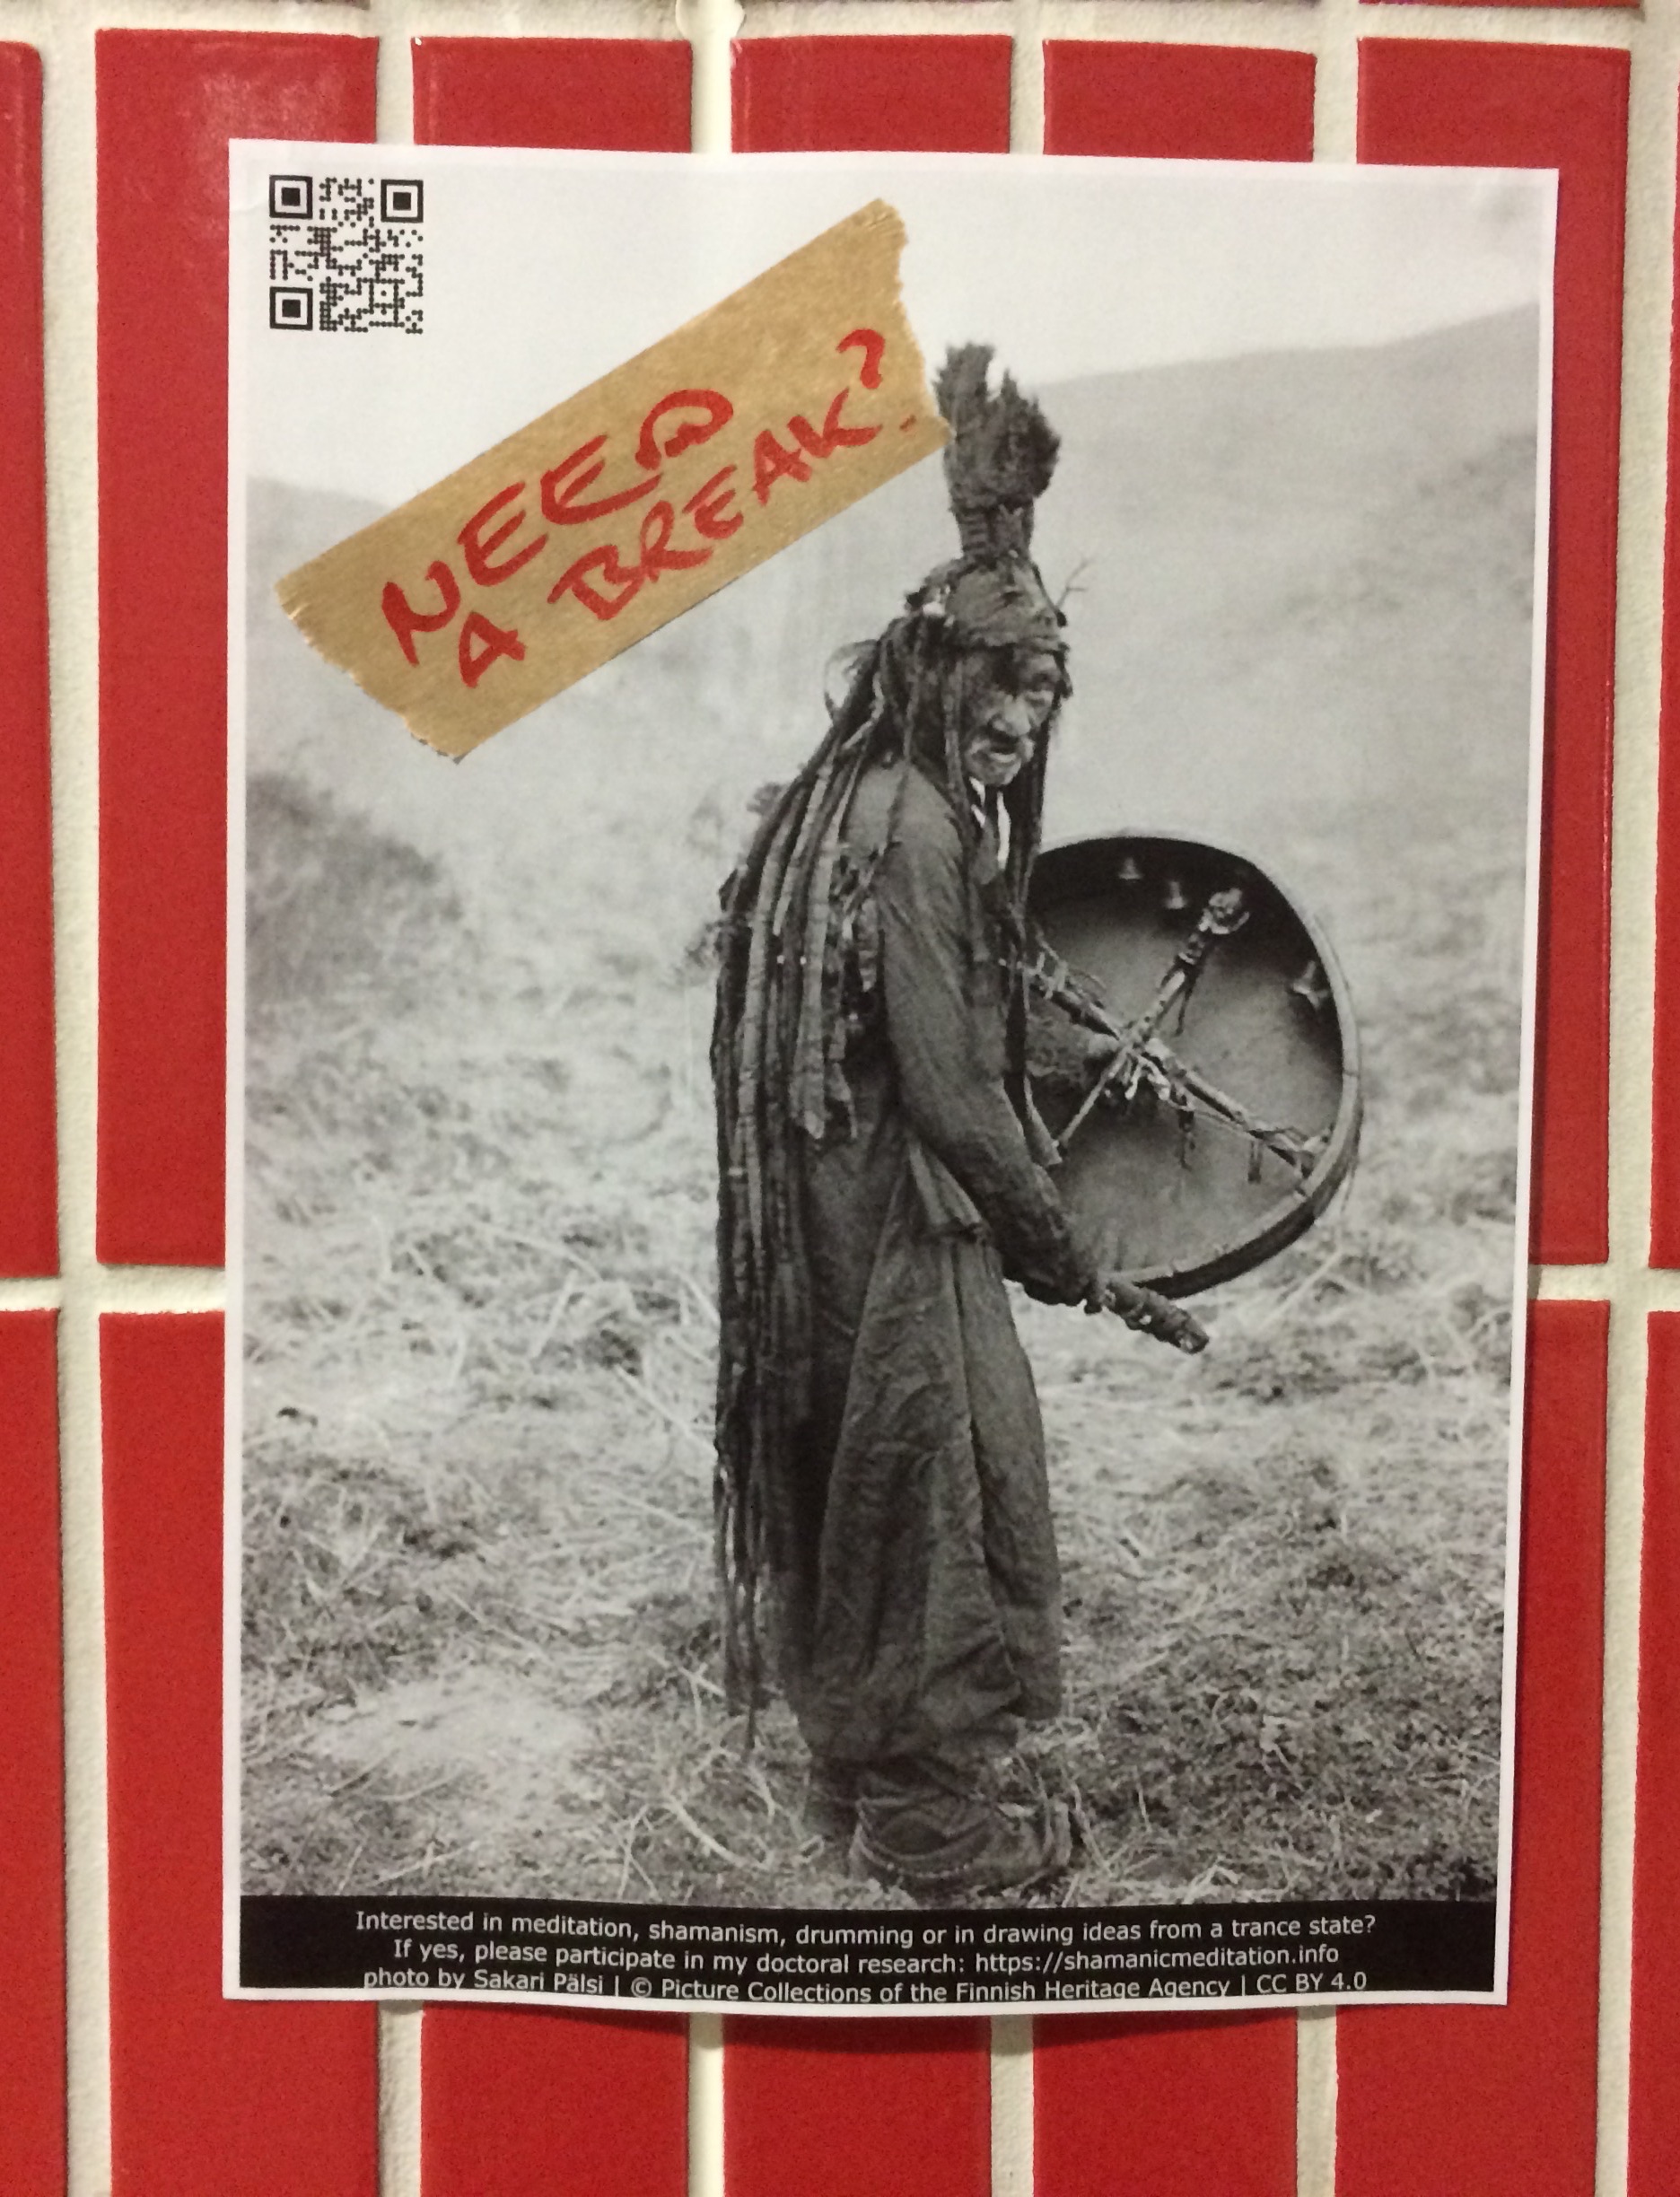 NEED
A BREAK?
Interested in meditation, shamanism, drumming or in drawing ideas from a trance state?
If yes, please participate in my doctoral research: https://shamanicmeditation.info
photo by Sakari Pälsi | © Picture Collections of the Finnish Heritage Agency | CC BY 4.0